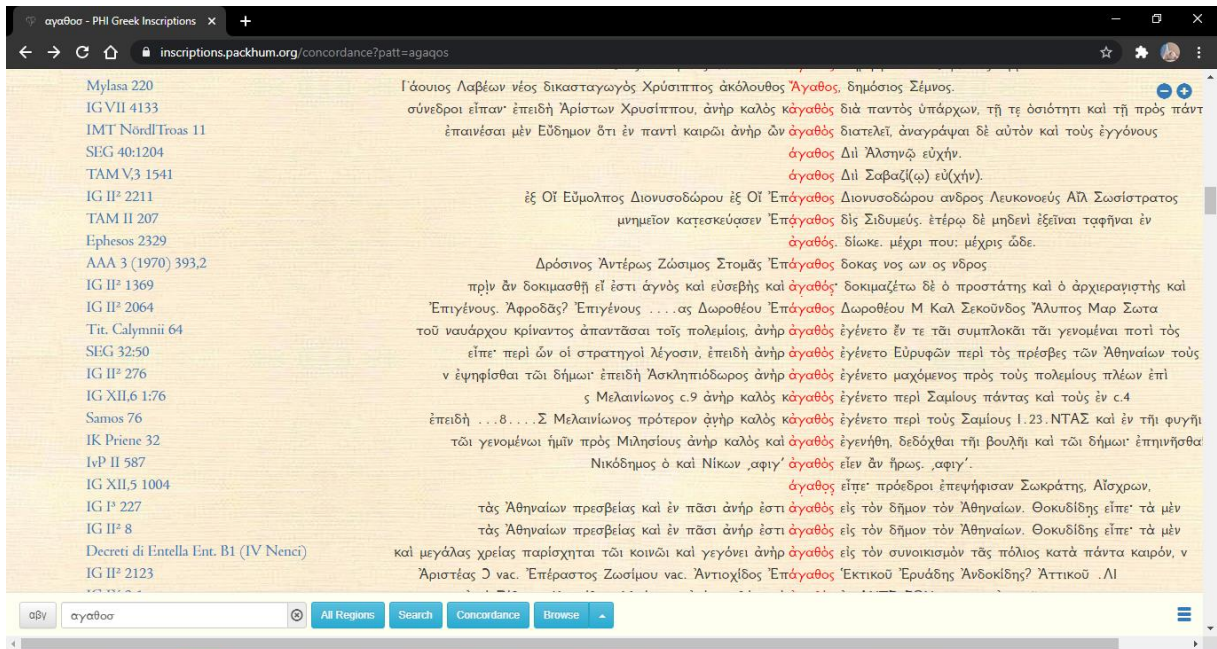 αγαθοσ - PHI Greek Inscriptions
inscriptions.packhum.org/concordance?patt=agaqos
Mylasa 220 Γάουιος Λαβέων νέος δικασταγωγὸς Χρύσιππος ἀκόλουθος Ἄγαθος, δημόσιος Σέμνος.
IG VII 4133 σύνεδροι εἶπαν· ἐπειδὴ Ἀρίστων Χρυσίππου, ἀνὴρ καλὸς κἀγαθὸς διὰ παντὸς ὑπάρχων, τῇ τε ὁσιότητι καὶ τῇ πρὸς πάντ
IMT NördlTroas 11 ἐπαινέσαι μὲν Εὔδημον ὅτι ἐν παντὶ καιρῶι ἀνὴρ ὢν ἀγαθὸς διατελεῖ, ἀναγράψαι δὲ αὐτὸν καὶ τοὺς ἐγγόνους
SEG 40:1204 άγαθος Διὶ Ἀλσηνῷ εὐχήν.
TAM V,3 1541 άγαθος Διὶ Σαβαζί(ῳ) εὐ(χήν).
IG II² 2211 ἐξ Οἴ Εὔμολπος Διονυσοδώρου ἐξ Οἴ Ἐπάγαθος Διονυσοδώρου ανδρος Λευκονοεύς Αἴλ Σωσίστρατος
TAM II 207 μνημεῖον κατεσκεύασεν Ἐπάγαθος δὶς Σιδυμεύς. ἑτέρῳ δὲ μηδενὶ ἐξεῖναι ταφῆναι ἐν
Ephesos 2329 ἀγαθός. δίωκε. μέχρι που; μέχρις ὧδε.
AAA 3 (1970) 393,2 Δρόσινος Ἀντέρως Ζώσιμος Στομᾶς Ἐπάγαθος δοκας νος ων ος νδρος
IG II² 1369 πρὶν ἂν δοκιμασθῇ εἴ ἐστι ἁγνὸς καὶ εὐσεβὴς καὶ ἀγαθός· δοκιμαζέτω δὲ ὁ προστάτης καὶ ὁ ἀρχιερανιστὴς καὶ
IG II² 2064 Ἐπιγένους. Ἀφροδᾶς? Ἐπιγένους ....ας Δωροθέου Ἐπάγαθος Δωροθέου Μ Καλ Σεκοῦνδος Ἄλυπος Μαρ Σωτα
Tit. Calymnii 64 τοῦ ναυάρχου κρίναντος ἀπαντᾶσαι τοῖς πολεμίοις, ἀνὴρ ἀγαθὸς ἐγένετο ἔν τε τᾶι συμπλοκᾶι τᾶι γενομέναι ποτὶ τὸς
SEG 32:50 εἶπε· περὶ ὧν οἱ στρατηγοὶ λέγοσιν, ἐπειδὴ ἀνὴρ ἀγαθὸς ἐγένετο Εὐρυφῶν περὶ τὸς πρέσβες τῶν Ἀθηναίων τοὺς
IG II² 276 ν ἐψηφίσθαι τῶι δήμωι· ἐπειδὴ Ἀσκληπιόδωρος ἀνὴρ ἀγαθὸς ἐγένετο μαχόμενος πρὸς τοὺς πολεμίους πλέων ἐπὶ
IG XII,6 1:76 ς Μελαινίωνος c.9 ἀνὴρ καλὸς κἀγαθὸς ἐγένετο περὶ Σαμίους πάντας καὶ τοὺς ἐν c.4
Samos 76 ἐπειδὴ ...8....Σ Μελαινίωνος πρότερον ἀνὴρ καλὸς κἀγαθὸς ἐγένετο περὶ τοὺς Σαμίους Ι.23.ΝΤΑΣ καὶ ἐν τῆι φυγῆι
IK Priene 32 τῶι γενομένωι ἡμῖν πρὸς Μιλησίους ἀνὴρ καλὸς καὶ ἀγαθὸς ἐγενήθη, δεδόχθαι τῆι βουλῆι καὶ τῶι δήμωι· ἐπηινῆσθα
IvP II 587 Νικόδημος ὁ καὶ Νίκων ͵αφιγʹ ἀγαθὸς εἶεν ἂν ἥρως. ͵αφιγʹ.
IG XII,5 1004 άγαθος εἶπε· πρόεδροι ἐπεψήφισαν Σωκράτης, Αἴσχρων,
IG I³ 227 τὰς Ἀθηναίων πρεσβείας καὶ ἐν πᾶσι ἀνήρ ἐστι ἀγαθὸς εἰς τὸν δῆμον τὸν Ἀθηναίων. Θοκυδίδης εἶπε· τὰ μὲν
IG II² 8 τὰς Ἀθηναίων πρεσβείας καὶ ἐν πᾶσι ἀνήρ ἐστι ἀγαθὸς εἰς τὸν δῆμον τὸν Ἀθηναίων. Θοκυδίδης εἶπε· τὰ μὲν
Decreti di Entella Ent. B1 (IV Nenci) καὶ μεγάλας χρείας παρίσχηται τῶι κοινῶι καὶ γεγόνει ἀνὴρ ἀγαθὸς εἰς τὸν συνοικισμὸν τᾶς πόλιος κατὰ πάντα καιρόν, ν
IG II² 2123 Ἀριστέας Ͻ vac. Ἐπέραστος Ζωσίμου vac. Ἀντιοχίδος Ἐπάγαθος Ἑκτικοῦ Ἐρυάδης Ἀνδοκίδης? Ἀττικοῦ .ΛΙ
αβγ αγαθοσ All Regions Search Concordance Browse